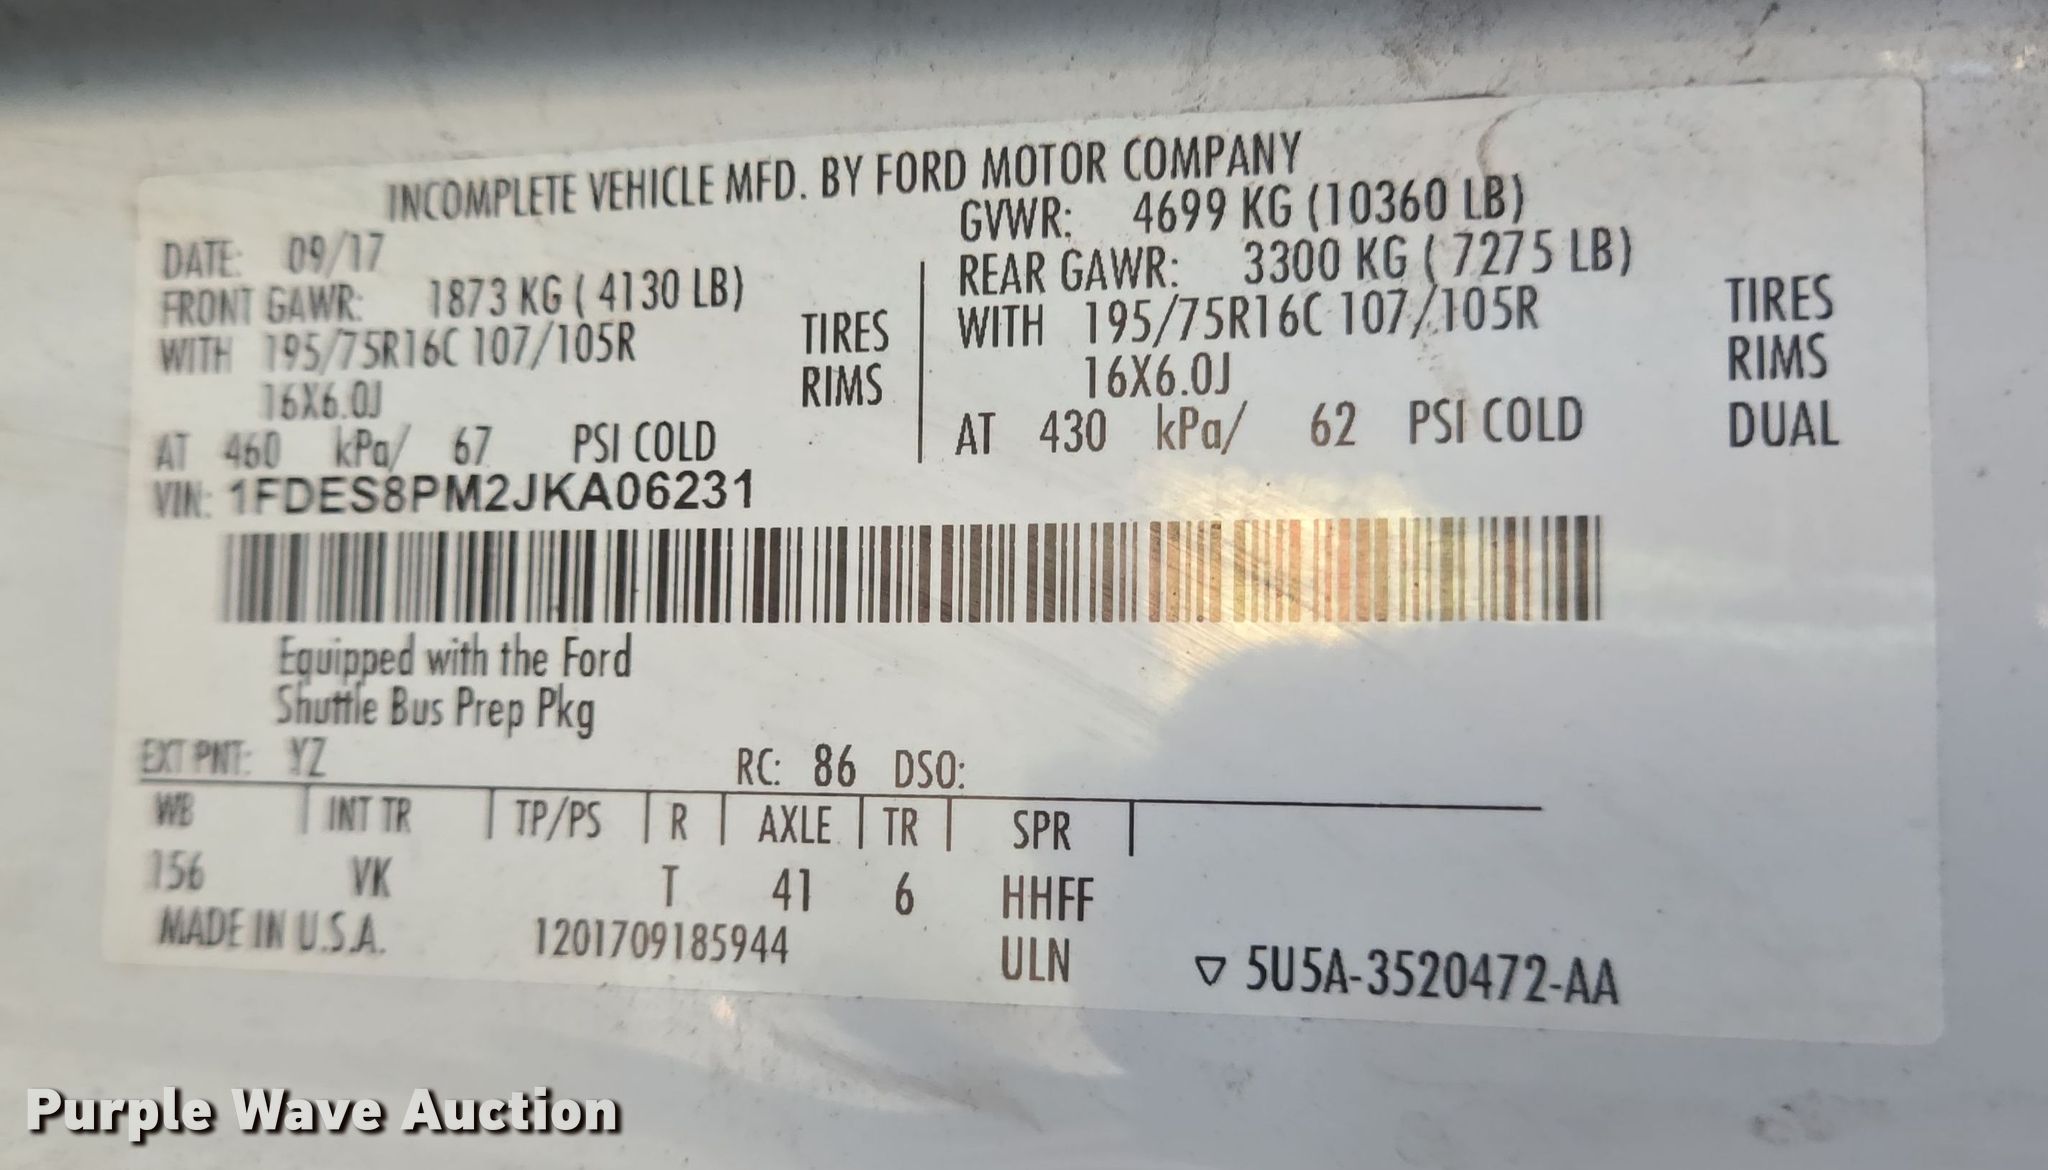 INCOMPLETE VEHICLE MFD. BY FORD MOTOR COMPANY
DATE: 09/17
GVWR: 4699 KG (10360 LB)
FRONT GAWR: 1873 KG ( 4130 LB)
REAR GAWR: 3300 KG ( 7275 LB)
WITH 195/75R16C 107/105R TIRES
WITH 195/75R16C 107/105R TIRES
16X6.0J RIMS
16X6.0J RIMS
AT 460 kPa/ 67 PSI COLD
AT 430 kPa/ 62 PSI COLD DUAL
VIN: 1FDES8PM2JKA06231
Equipped with the Ford
Shuttle Bus Prep Pkg
EXT PNT: YZ RC: 86 DSO:
WB INT TR TP/PS R AXLE TR SPR
156 VK T 41 6 HHFF
MADE IN U.S.A. 1201709185944 ULN ▽ 5U5A-3520472-AA
Purple Wave Auction